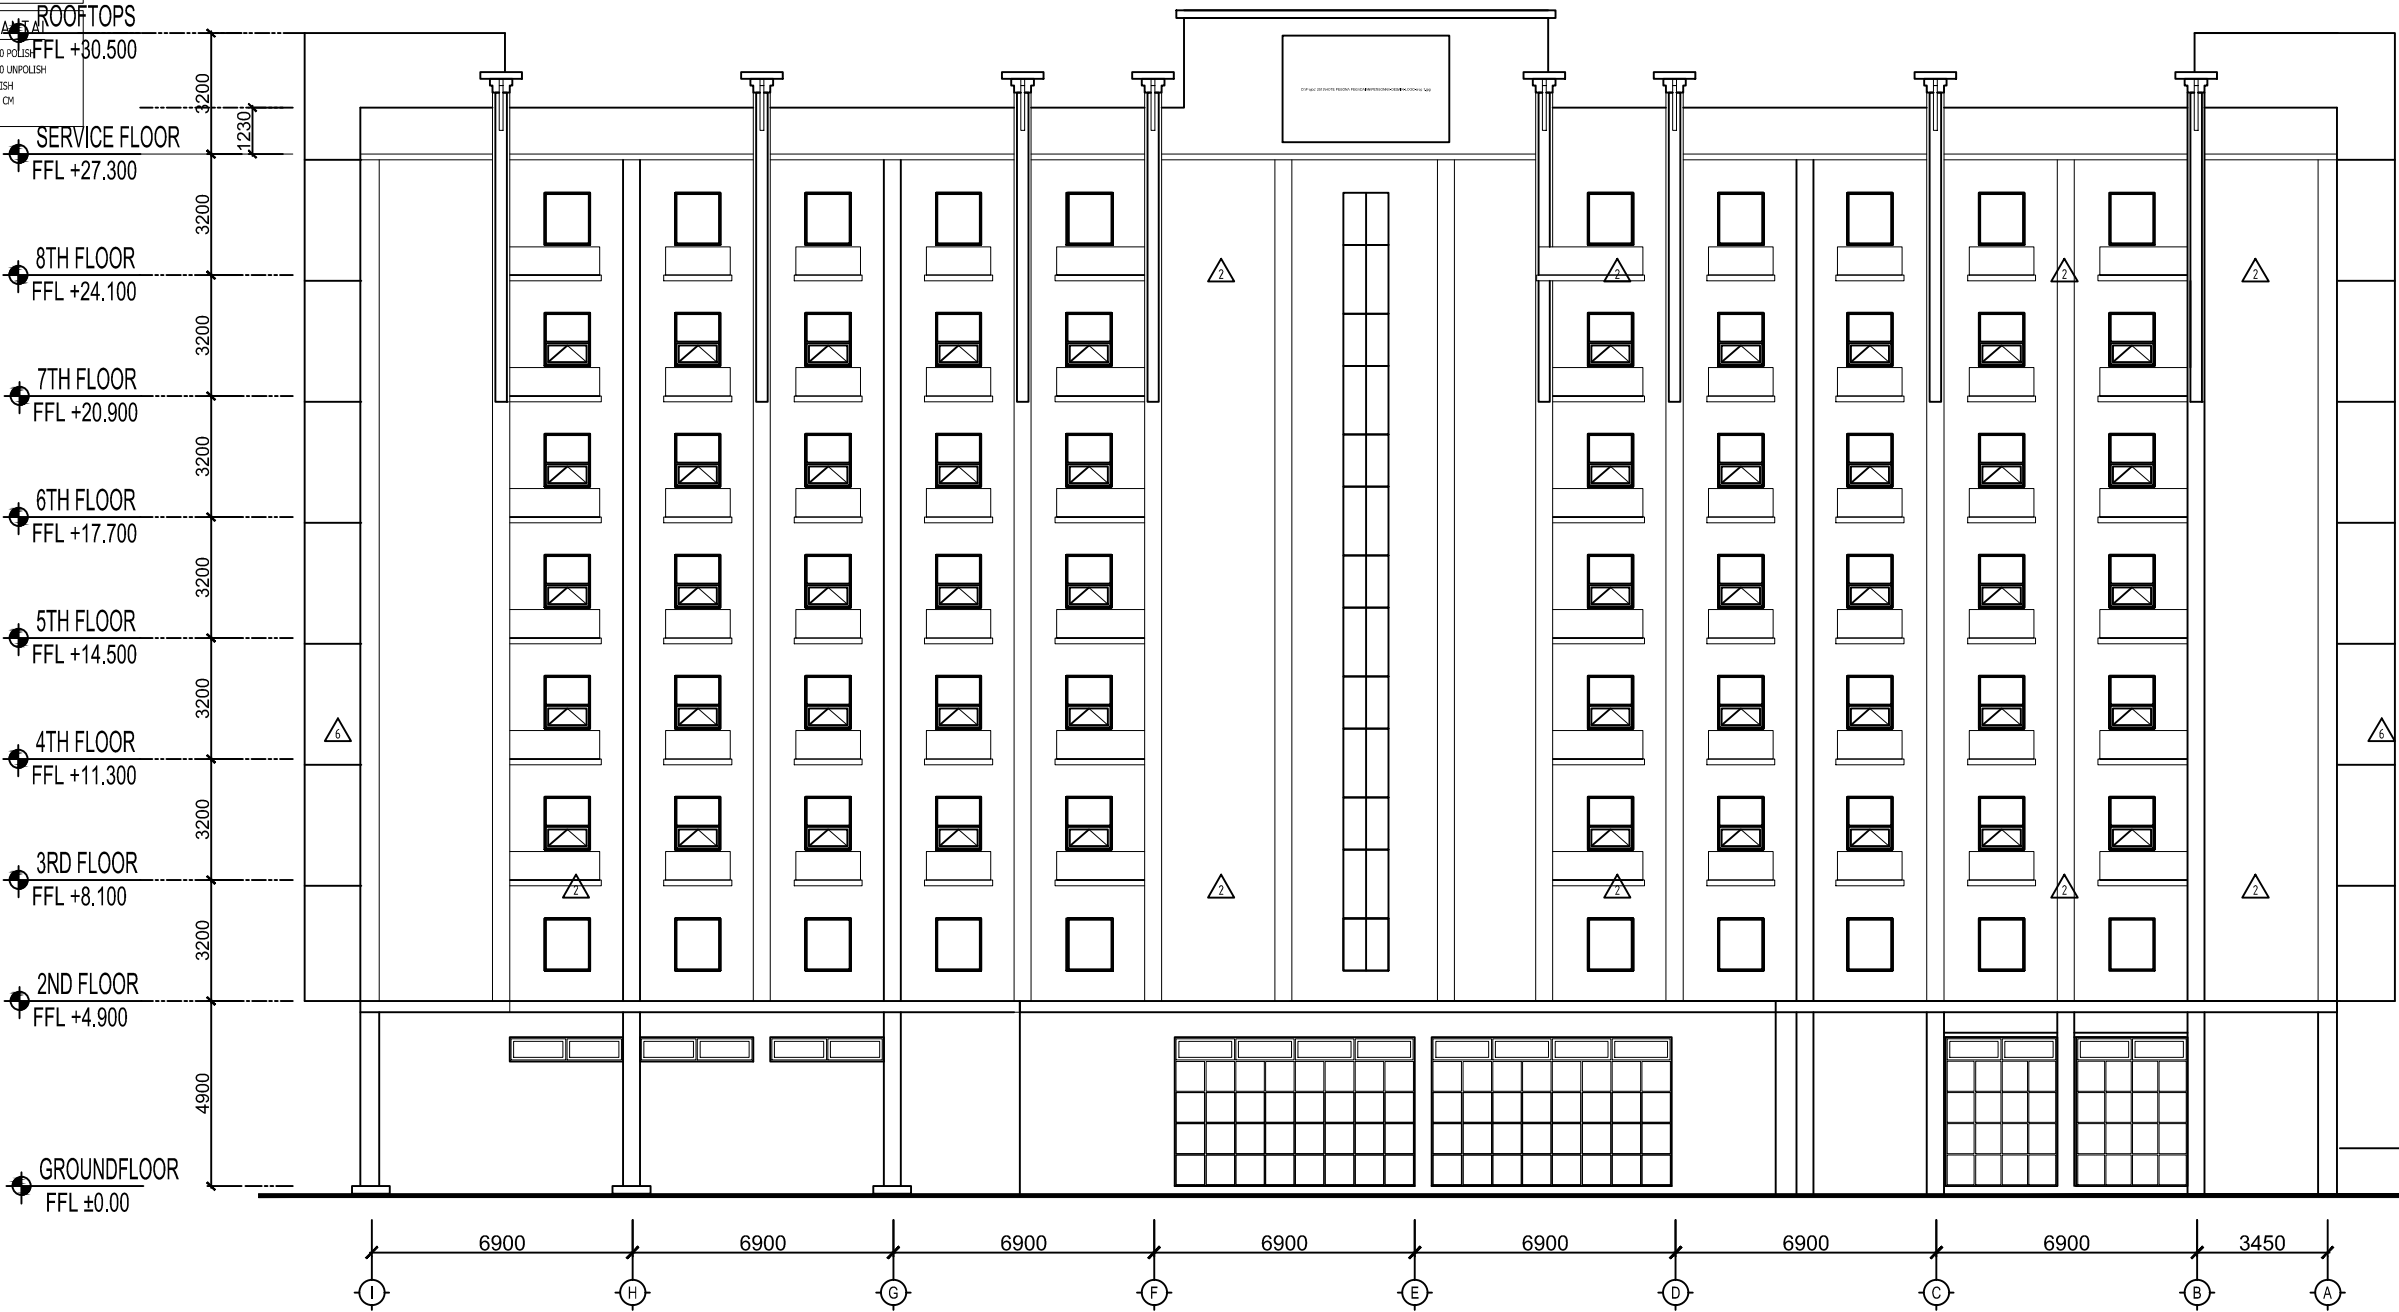 ROOFTOPS
FFL +30.500
0 POLISH
0 UNPOLISH
ISH
CM
SERVICE FLOOR
FFL +27.300
8TH FLOOR
FFL +24.100
7TH FLOOR
FFL +20.900
6TH FLOOR
FFL +17.700
5TH FLOOR
FFL +14.500
4TH FLOOR
FFL +11.300
3RD FLOOR
FFL +8.100
2ND FLOOR
FFL +4.900
GROUNDFLOOR
FFL ±0.00
3200
1230
3200
3200
3200
3200
3200
3200
3200
4900
2 2 2 2
6 6
2 2 2 2 2
6900 6900 6900 6900 6900 6900 6900 3450
I H G F E D C B A